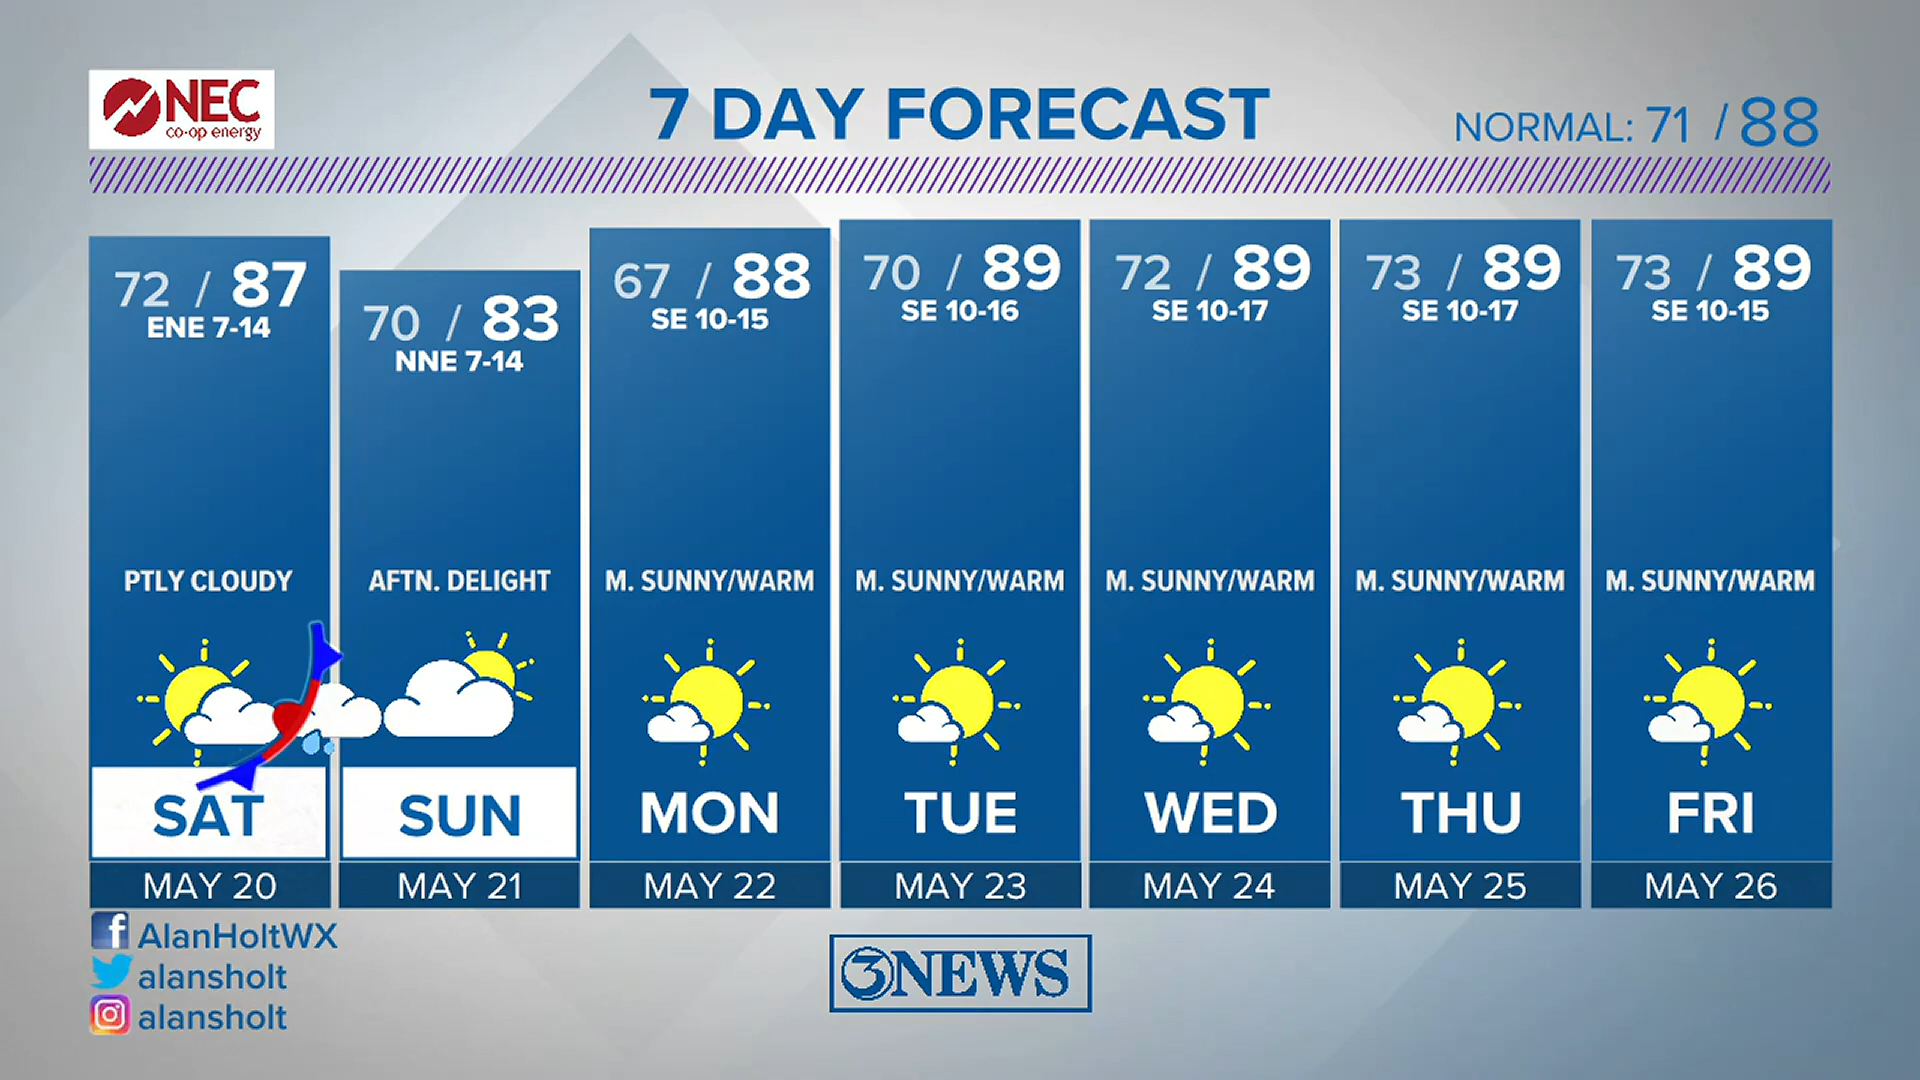 NEC
co-op energy
7 DAY FORECAST
NORMAL: 71 / 88
72 / 87
ENE 7-14
PTLY CLOUDY
SAT
MAY 20
70 / 83
NNE 7-14
AFTN. DELIGHT
SUN
MAY 21
67 / 88
SE 10-15
M. SUNNY/WARM
MON
MAY 22
70 / 89
SE 10-16
M. SUNNY/WARM
TUE
MAY 23
72 / 89
SE 10-17
M. SUNNY/WARM
WED
MAY 24
73 / 89
SE 10-17
M. SUNNY/WARM
THU
MAY 25
73 / 89
SE 10-15
M. SUNNY/WARM
FRI
MAY 26
f AlanHoltWX
alansholt
alansholt
3NEWS